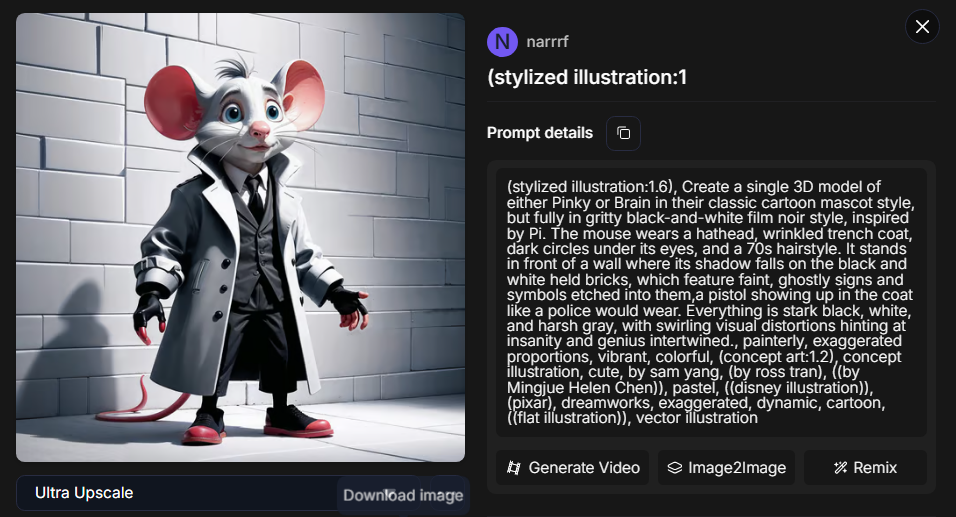 N narrrf
(stylized illustration:1
Prompt details
(stylized illustration:1.6), Create a single 3D model of
either Pinky or Brain in their classic cartoon mascot style,
but fully in gritty black-and-white film noir style, inspired
by Pi. The mouse wears a hathead, wrinkled trench coat,
dark circles under its eyes, and a 70s hairstyle. It stands
in front of a wall where its shadow falls on the black and
white held bricks, which feature faint, ghostly signs and
symbols etched into them,a pistol showing up in the coat
like a police would wear. Everything is stark black, white,
and harsh gray, with swirling visual distortions hinting at
insanity and genius intertwined., painterly, exaggerated
proportions, vibrant, colorful, (concept art:1.2), concept
illustration, cute, by sam yang, (by ross tran), ((by
Mingjue Helen Chen)), pastel, ((disney illustration)),
(pixar), dreamworks, exaggerated, dynamic, cartoon,
((flat illustration)), vector illustration
Generate Video Image2Image Remix
Ultra Upscale Download image